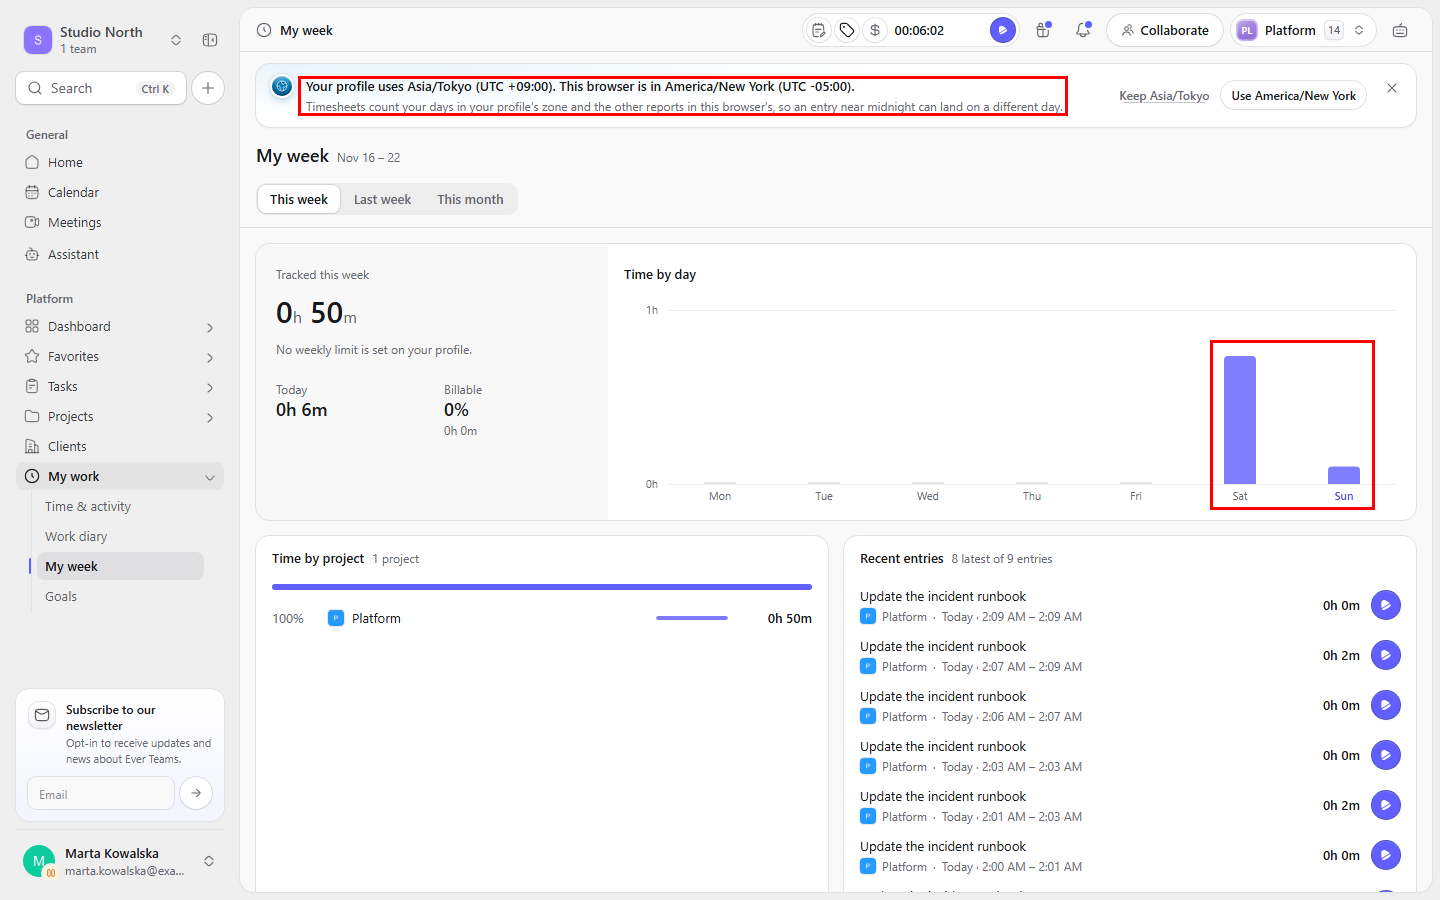 Studio North
1 team
Search
Ctrl K
General
Home
Calendar
Meetings
Assistant
Platform
Dashboard
Favorites
Tasks
Projects
Clients
My work
Time & activity
Work diary
My week
Goals
Subscribe to our
newsletter
Opt-in to receive updates and
news about Ever Teams.
Email
M
Marta Kowalska
marta.kowalska@exa...
My week
$
00:06:02
Collaborate
PL
Platform
14
Your profile uses Asia/Tokyo (UTC +09:00). This browser is in America/New York (UTC -05:00).
Timesheets count your days in your profile's zone and the other reports in this browser's, so an entry near midnight can land on a different day.
Keep Asia/Tokyo
Use America/New York
My week
Nov 16 – 22
This week
Last week
This month
Tracked this week
0h 50m
No weekly limit is set on your profile.
Today
0h 6m
Billable
0%
0h 0m
Time by day
1h
0h
Mon
Tue
Wed
Thu
Fri
Sat
Sun
Time by project
1 project
100%
P
Platform
0h 50m
Recent entries
8 latest of 9 entries
Update the incident runbook
P Platform · Today · 2:09 AM – 2:09 AM
0h 0m
Update the incident runbook
P Platform · Today · 2:07 AM – 2:09 AM
0h 2m
Update the incident runbook
P Platform · Today · 2:06 AM – 2:07 AM
0h 0m
Update the incident runbook
P Platform · Today · 2:03 AM – 2:03 AM
0h 0m
Update the incident runbook
P Platform · Today · 2:01 AM – 2:03 AM
0h 2m
Update the incident runbook
P Platform · Today · 2:00 AM – 2:01 AM
0h 0m